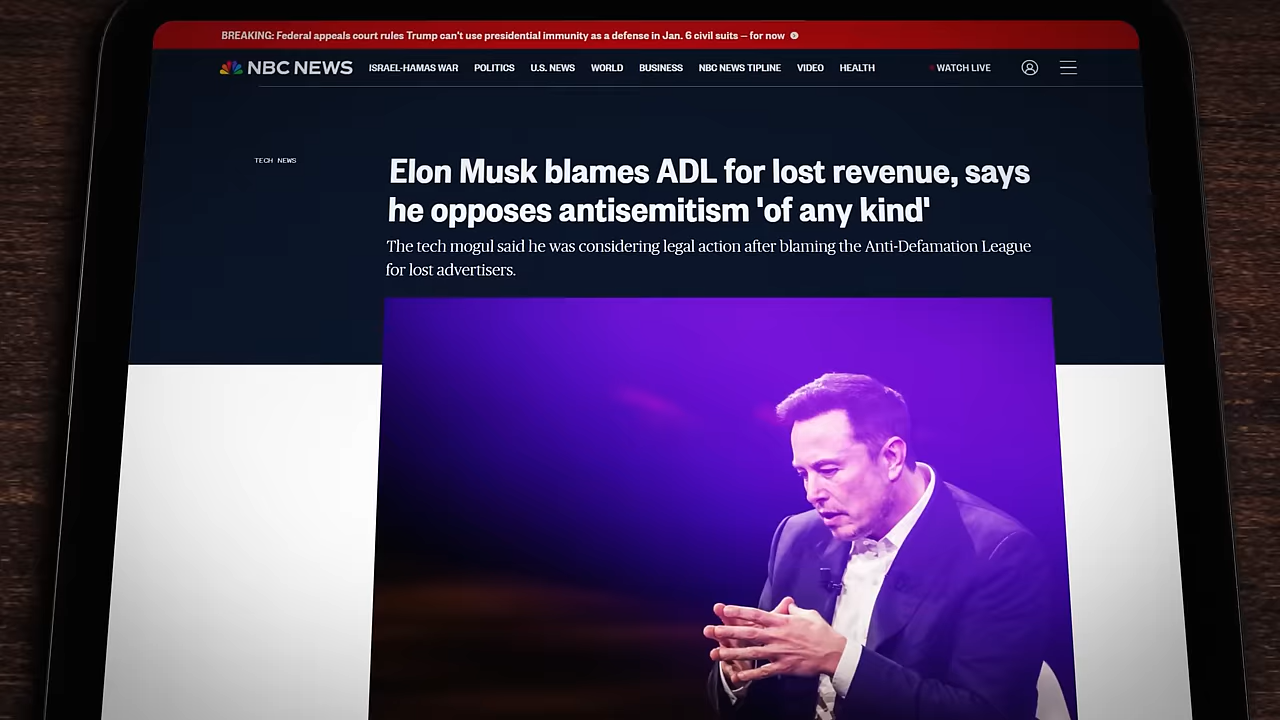 BREAKING: Federal appeals court rules Trump can't use presidential immunity as a defense in Jan. 6 civil suits – for now
NBC NEWS ISRAEL-HAMAS WAR POLITICS U.S. NEWS WORLD BUSINESS NBC NEWS TIPLINE VIDEO HEALTH WATCH LIVE
TECH NEWS
Elon Musk blames ADL for lost revenue, says
he opposes antisemitism 'of any kind'
The tech mogul said he was considering legal action after blaming the Anti-Defamation League
for lost advertisers.